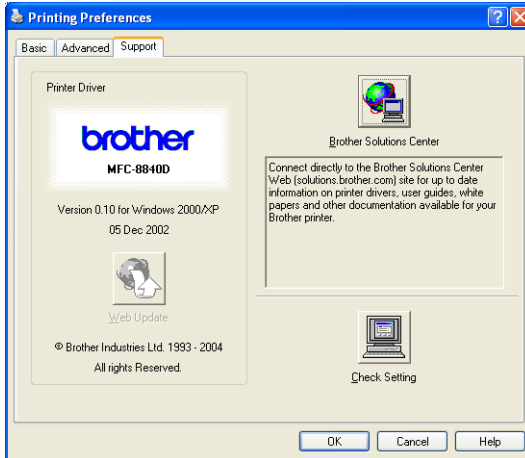 Printing Preferences
Basic
Advanced
Support
Printer Driver
brother
MFC-8840D
Version 0.10 for Windows 2000/XP
05 Dec 2002
Web Update
© Brother Industries Ltd. 1993 - 2004
All rights Reserved.
Brother Solutions Center
Connect directly to the Brother Solutions Center
Web (solutions.brother.com) site for up to date
information on printer drivers, user guides, white
papers and other documentation available for your
Brother printer.
Check Setting
OK
Cancel
Help